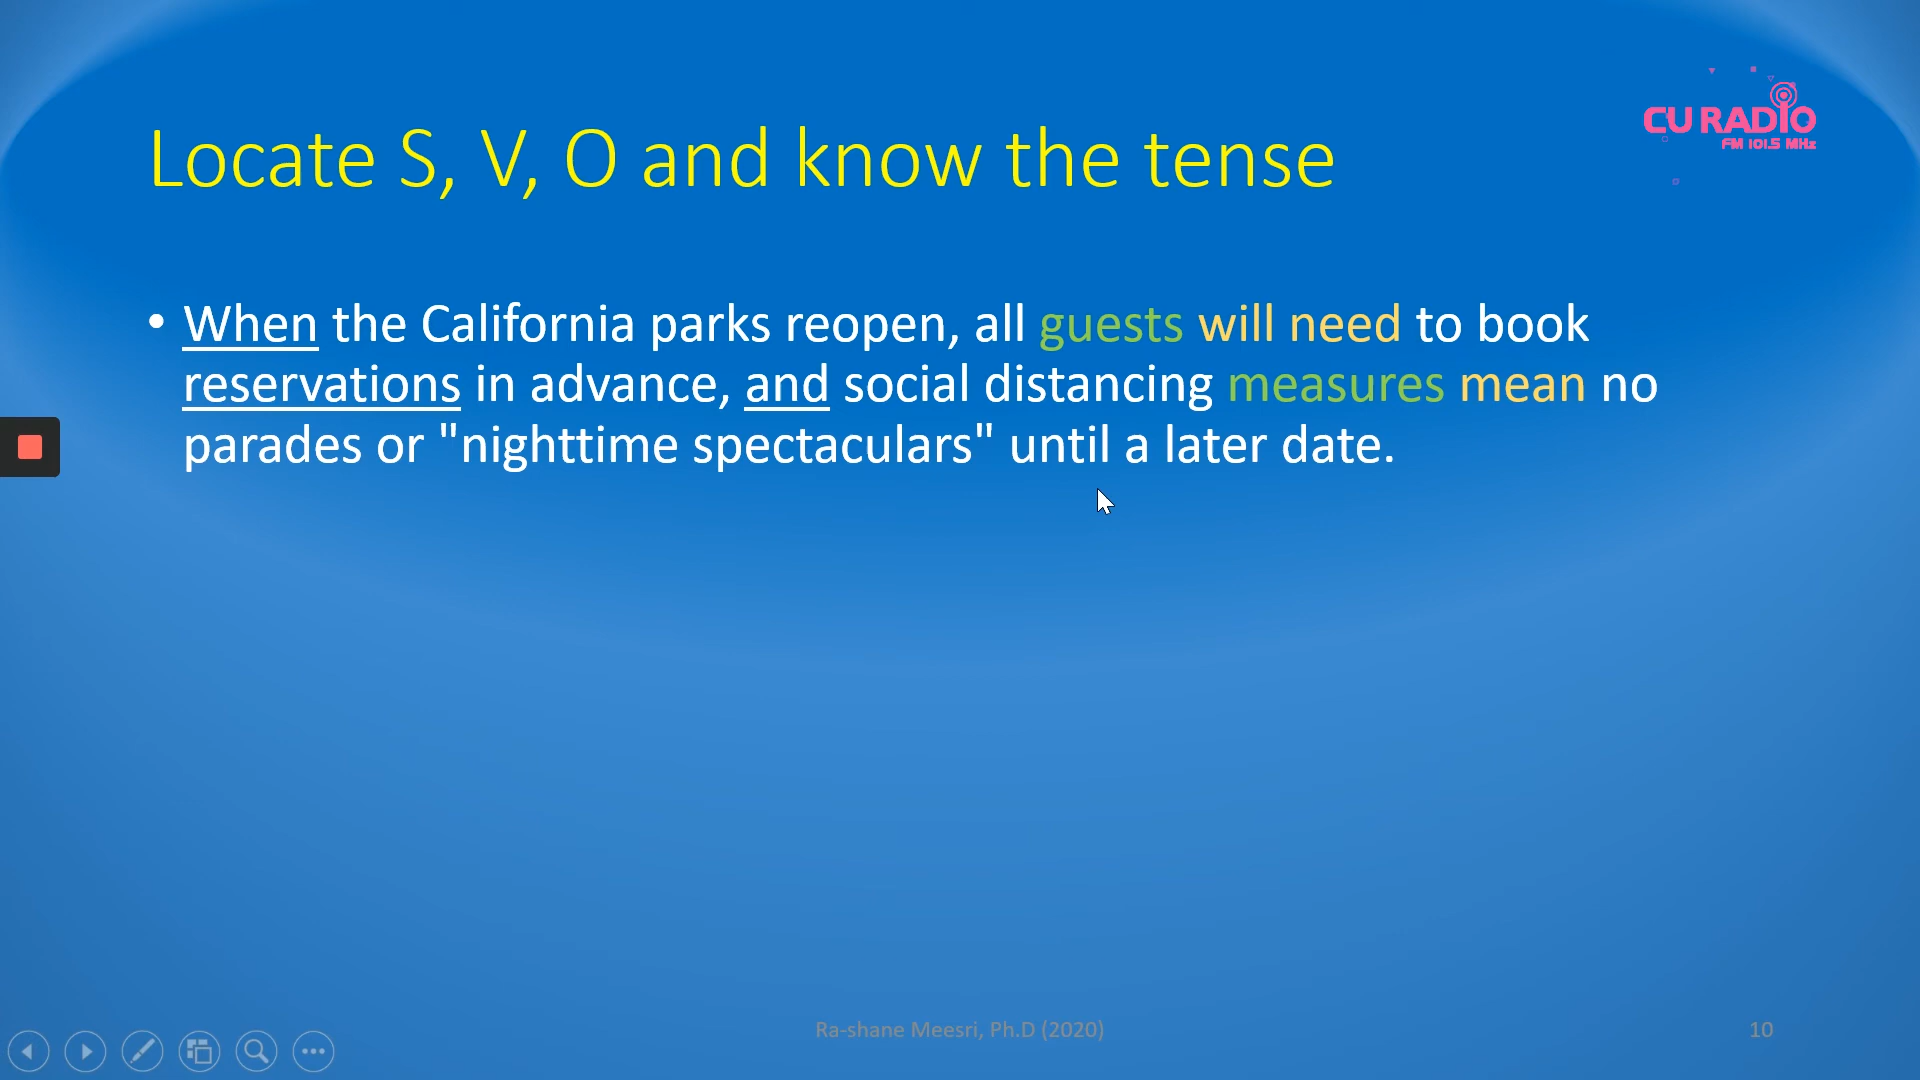 Locate S, V, O and know the tense
CU RADIO
FM 101.5 MHz
• When the California parks reopen, all guests will need to book
reservations in advance, and social distancing measures mean no
parades or "nighttime spectaculars" until a later date.
Ra-shane Meesri, Ph.D (2020)
10